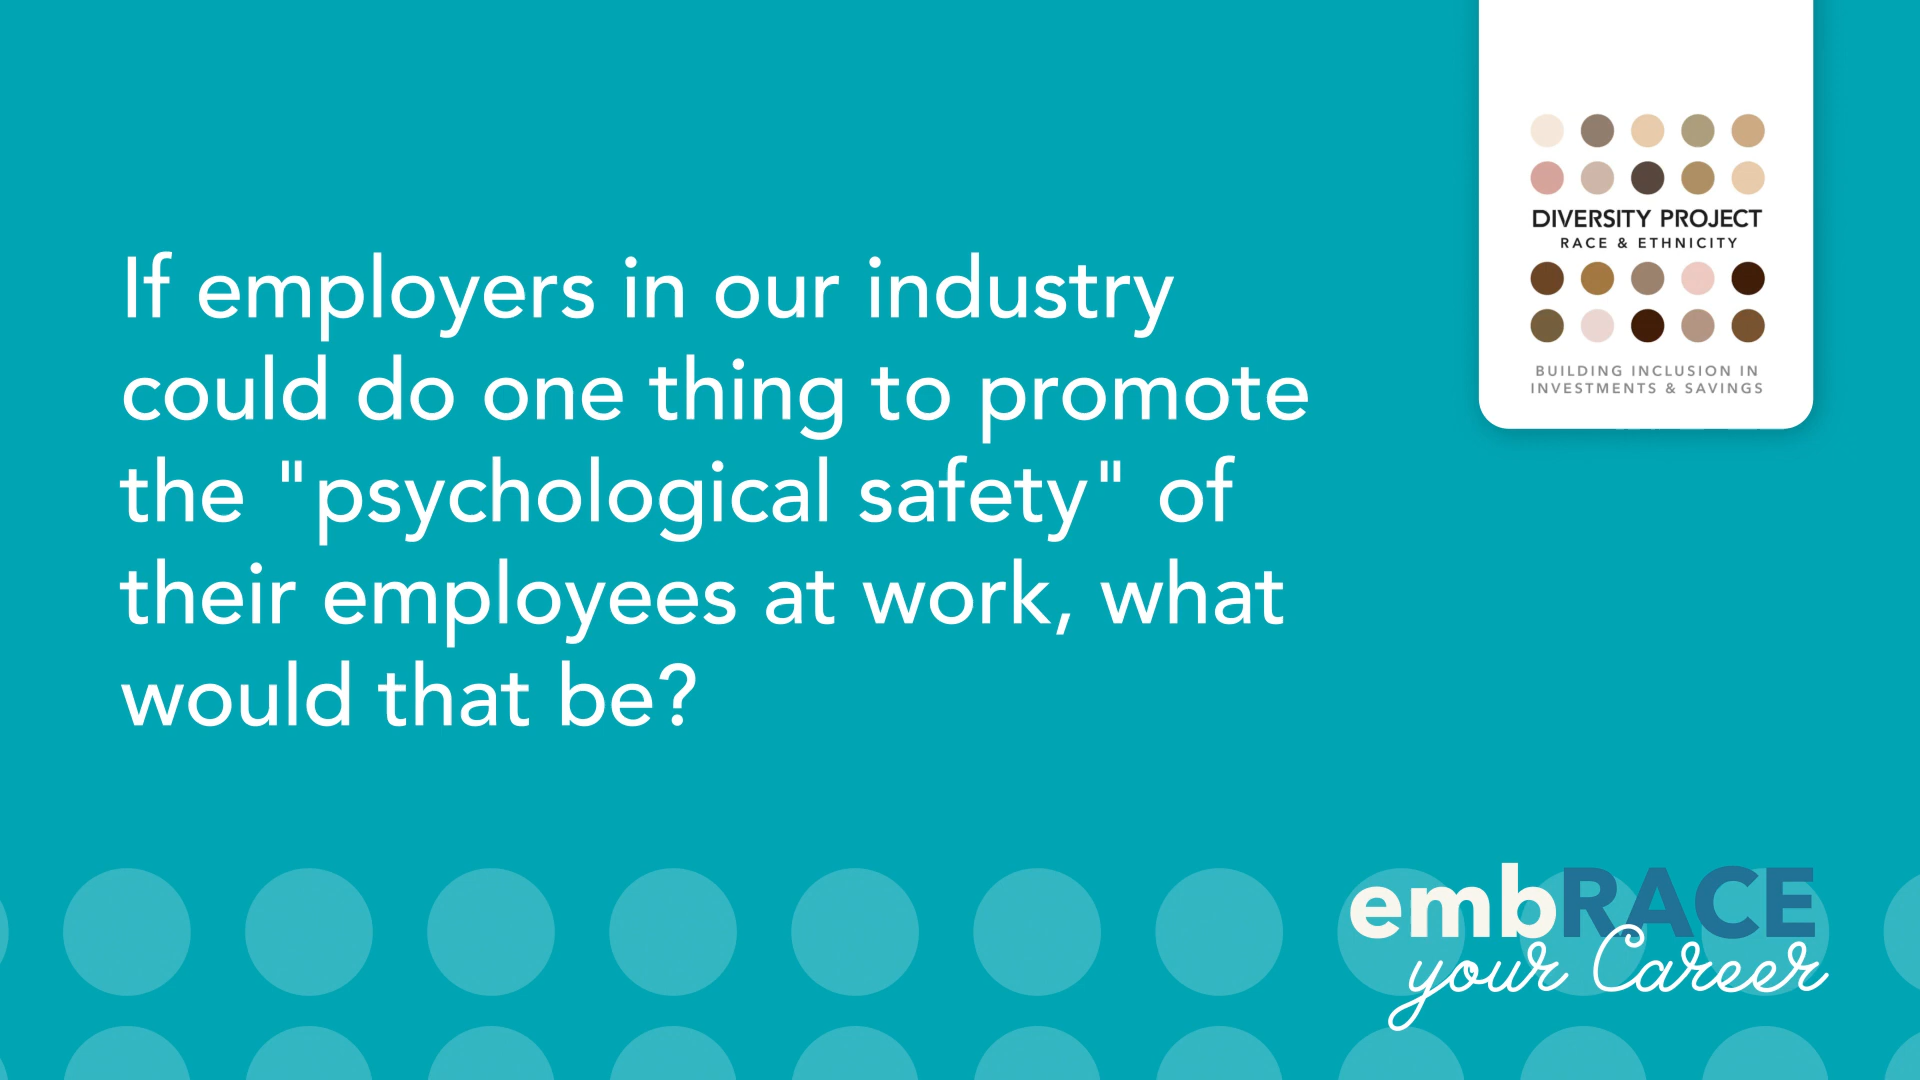 If employers in our industry
could do one thing to promote
the "psychological safety" of
their employees at work, what
would that be?
DIVERSITY PROJECT
RACE & ETHNICITY
BUILDING INCLUSION IN
INVESTMENTS & SAVINGS
embRACE
your Career